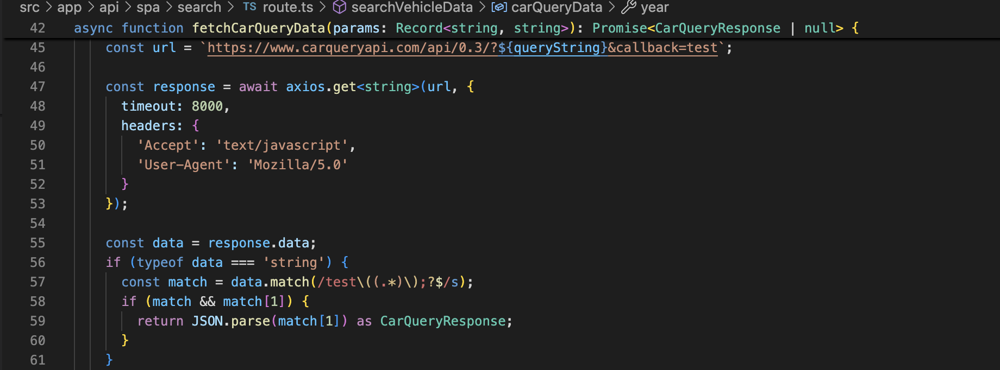 src > app > api > spa > search > TS route.ts > searchVehicleData > carQueryData > year
42 async function fetchCarQueryData(params: Record<string, string>): Promise<CarQueryResponse | null> {
45 const url = `https://www.carqueryapi.com/api/0.3/?${queryString}&callback=test`;
46
47 const response = await axios.get<string>(url, {
48 timeout: 8000,
49 headers: {
50 'Accept': 'text/javascript',
51 'User-Agent': 'Mozilla/5.0'
52 }
53 });
54
55 const data = response.data;
56 if (typeof data === 'string') {
57 const match = data.match(/test\((.*)\);?$/s);
58 if (match && match[1]) {
59 return JSON.parse(match[1]) as CarQueryResponse;
60 }
61 }